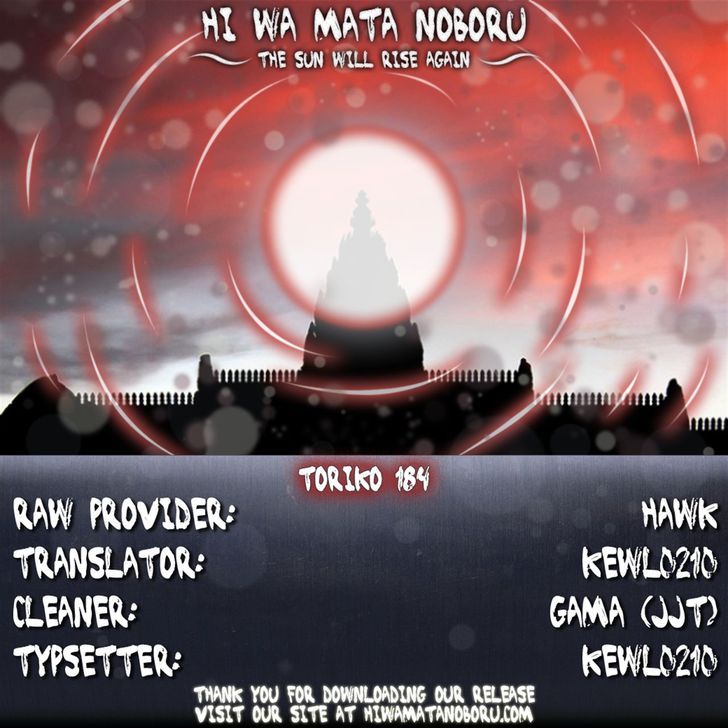 HI WA MATA NOBORU
THE SUN WILL RISE AGAIN
TORIKO 184
RAW PROVIDER: HAWK
TRANSLATOR: KEWL0210
CLEANER: GAMA (JJT)
TYPSETTER: KEWL0210
THANK YOU FOR DOWNLOADING OUR RELEASE
VISIT OUR SITE AT HIWAMATANOBORU.COM